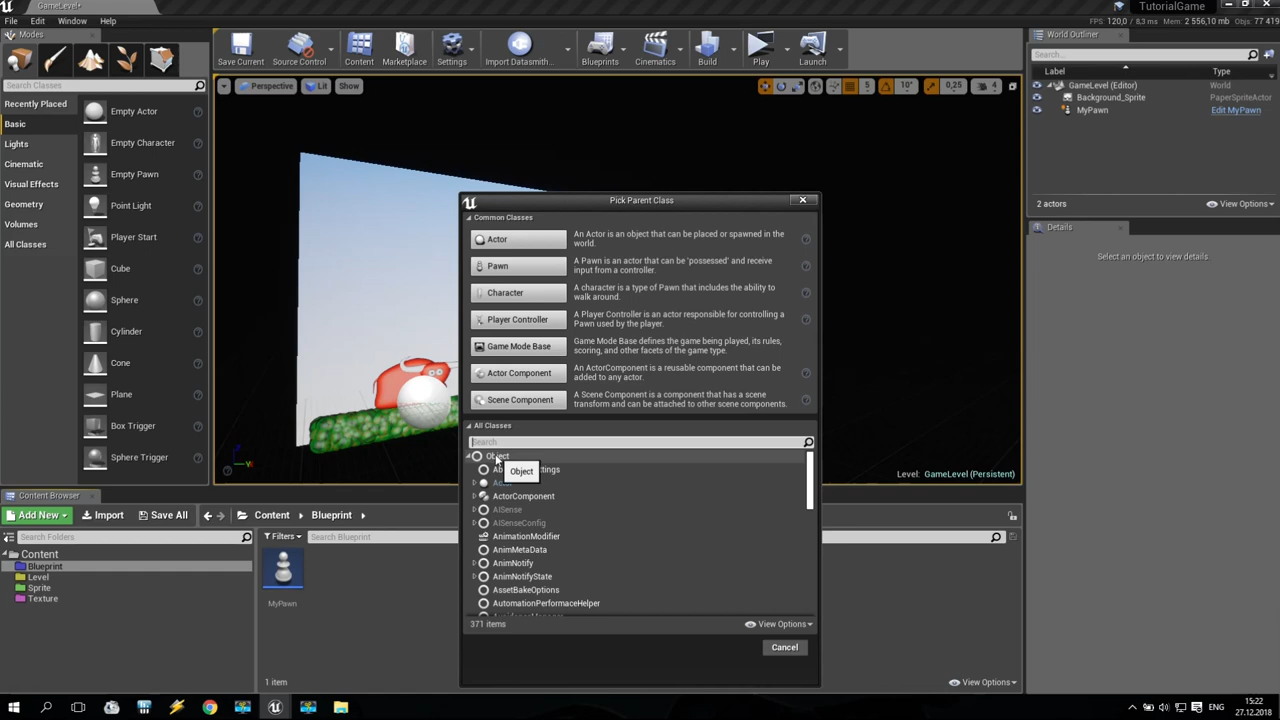 GameLevel•
TutorialGame
File Edit Window Help
FPS: 120,0 / 8,3 ms Mem: 2 556,10 mb Objs: 77 419
Modes
Search Classes
Recently Placed
Basic
Lights
Cinematic
Visual Effects
Geometry
Volumes
All Classes
Empty Actor
Empty Character
Empty Pawn
Point Light
Player Start
Cube
Sphere
Cylinder
Cone
Plane
Box Trigger
Sphere Trigger
Save Current
Source Control
Content
Marketplace
Settings
Import Datasmith...
Blueprints
Cinematics
Build
Play
Launch
Perspective
Lit
Show
5
10°
0,25
4
Level: GameLevel (Persistent)
Pick Parent Class
Common Classes
Actor
An Actor is an object that can be placed or spawned in the
world.
Pawn
A Pawn is an actor that can be 'possessed' and receive
input from a controller.
Character
A character is a type of Pawn that includes the ability to
walk around.
Player Controller
A Player Controller is an actor responsible for controlling a
Pawn used by the player.
Game Mode Base
Game Mode Base defines the game being played, its rules,
scoring, and other facets of the game type.
Actor Component
An ActorComponent is a reusable component that can be
added to any actor.
Scene Component
A Scene Component is a component that has a scene
transform and can be attached to other scene components.
All Classes
Search
Object
Object
ActorComponent
AISense
AISenseConfig
AnimationModifier
AnimMetaData
AnimNotify
AnimNotifyState
AssetBakeOptions
AutomationPerformaceHelper
371 items
View Options
Cancel
World Outliner
Search...
Label Type
GameLevel (Editor) World
Background_Sprite PaperSpriteActor
MyPawn Edit MyPawn
2 actors
View Options
Details
Select an object to view details.
Content Browser
Add New Import Save All Content Blueprint
Search Folders
Filters
Search Blueprint
Content
Blueprint
Level
Sprite
Texture
MyPawn
1 item
View Options
ENG
15:22
27.12.2018